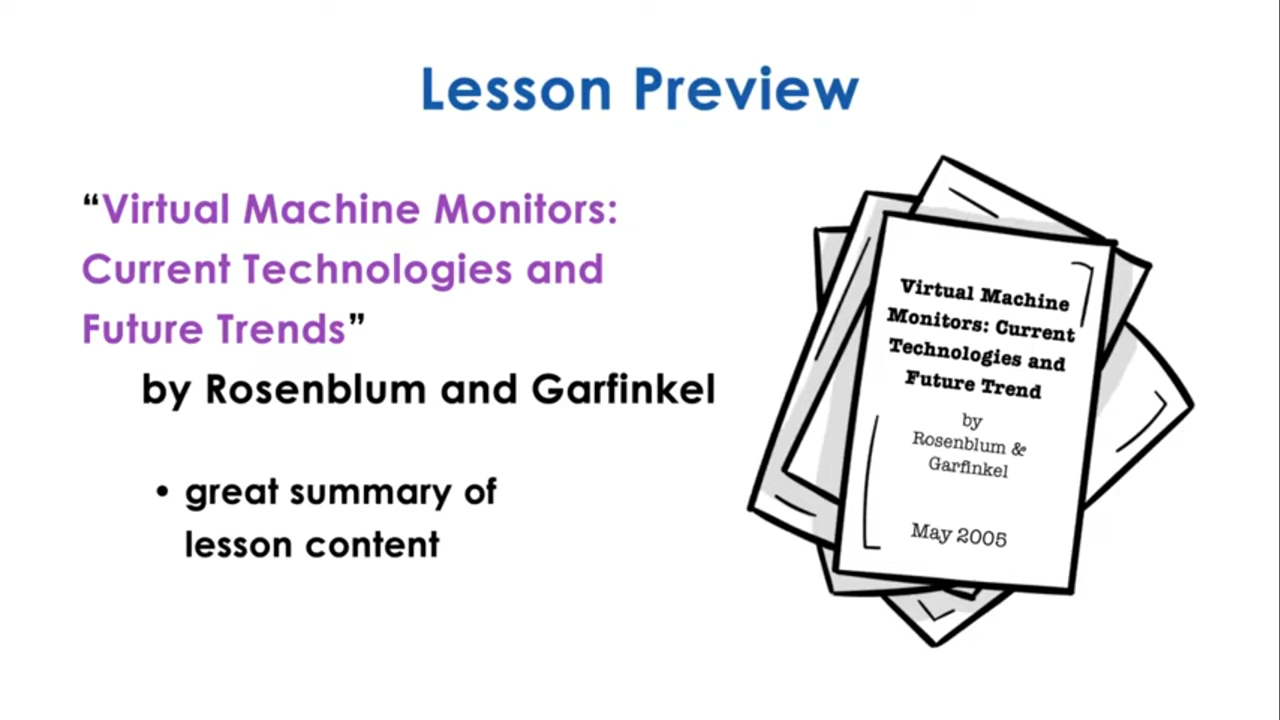 Lesson Preview
“Virtual Machine Monitors:
Current Technologies and
Future Trends”
by Rosenblum and Garfinkel
• great summary of
lesson content
Virtual Machine
Monitors: Current
Technologies and
Future Trend
by
Rosenblum &
Garfinkel
May 2005